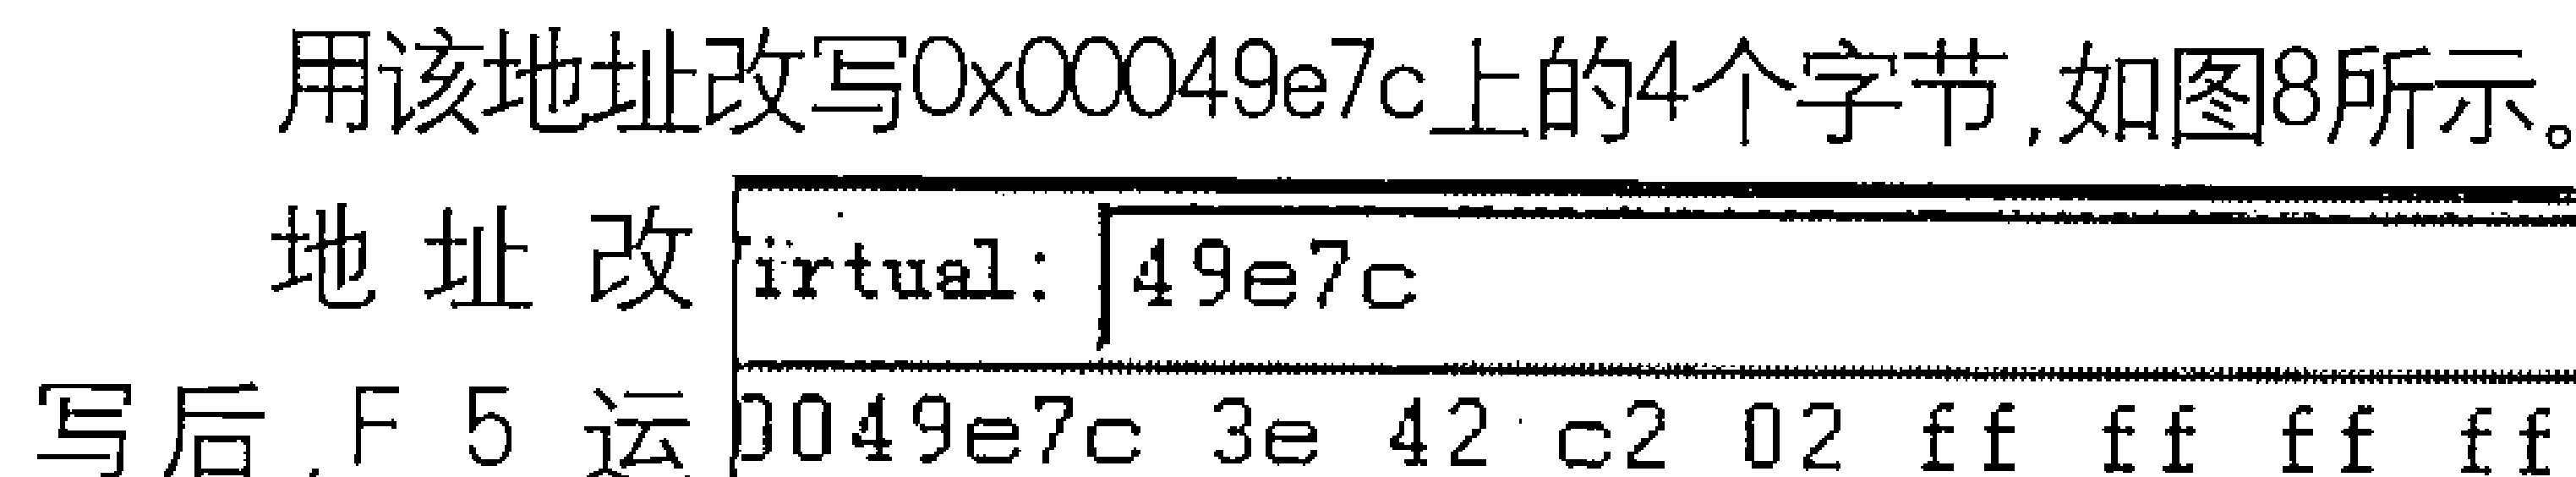 用该地址改写0x00049e7c上的4个字节,如图8所示。
地址改
irtual: 49e7c
写后,F5运
0049e7c 3e 42 c2 02 ff ff ff ff